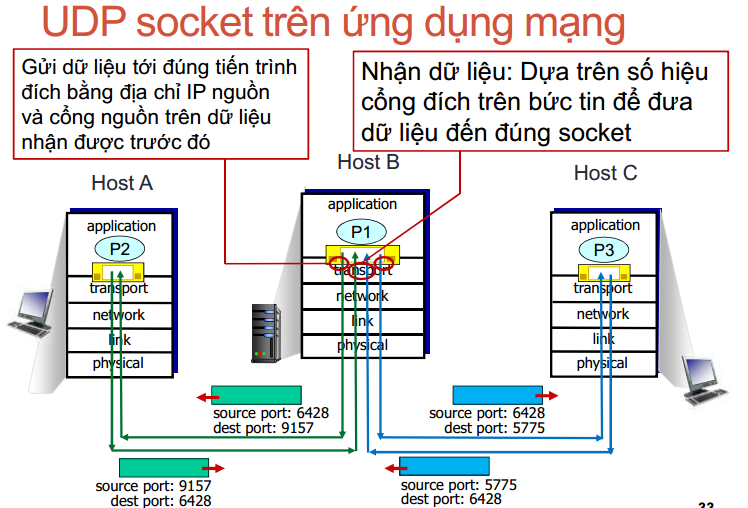 UDP socket trên ứng dụng mạng
Gửi dữ liệu tới đúng tiến trình
đích bằng địa chỉ IP nguồn
và cổng nguồn trên dữ liệu
nhận được trước đó
Nhận dữ liệu: Dựa trên số hiệu
cổng đích trên bức tin để đưa
dữ liệu đến đúng socket
Host A
application
P2
transport
network
link
physical
Host B
application
P1
transport
network
link
physical
Host C
application
P3
transport
network
link
physical
source port: 6428
dest port: 9157
source port: 6428
dest port: 5775
source port: 9157
dest port: 6428
source port: 5775
dest port: 6428
33